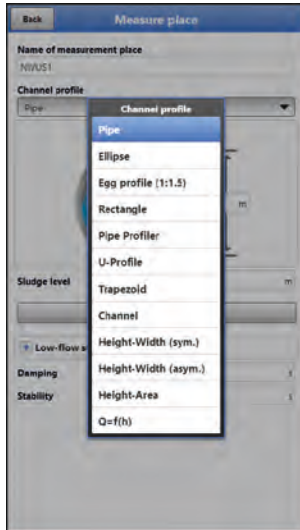 Back
Measure place
Name of measurement place
NIVUS1
Channel profile
Pipe
Channel profile
Pipe
Ellipse
Egg profile (1:1.5)
Rectangle
Pipe Profiler
U-Profile
Trapezoid
Channel
Height-Width (sym.)
Height-Width (asym.)
Height-Area
Q=f(h)
m
Sludge level
m
Low-flow s
Damping
s
Stability
s